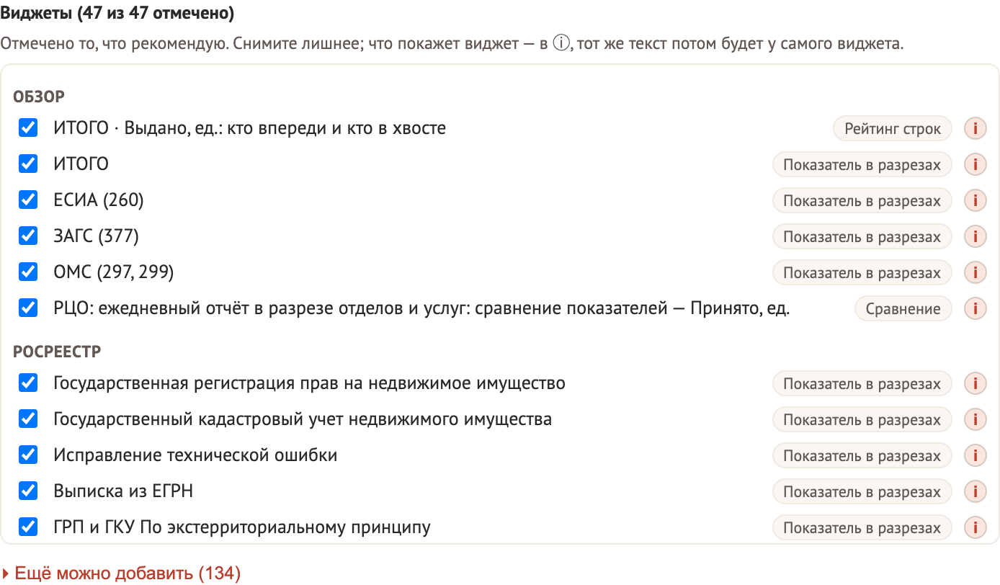 Виджеты (47 из 47 отмечено)
Отмечено то, что рекомендую. Снимите лишнее; что покажет виджет — в ⓘ, тот же текст потом будет у самого виджета.
ОБЗОР
ИТОГО · Выдано, ед.: кто впереди и кто в хвосте Рейтинг строк i
ИТОГО Показатель в разрезах i
ЕСИА (260) Показатель в разрезах i
ЗАГС (377) Показатель в разрезах i
ОМС (297, 299) Показатель в разрезах i
РЦО: ежедневный отчёт в разрезе отделов и услуг: сравнение показателей — Принято, ед. Сравнение i
РОСРЕЕСТР
Государственная регистрация прав на недвижимое имущество Показатель в разрезах i
Государственный кадастровый учет недвижимого имущества Показатель в разрезах i
Исправление технической ошибки Показатель в разрезах i
Выписка из ЕГРН Показатель в разрезах i
ГРП и ГКУ По экстерриториальному принципу Показатель в разрезах i
Ещё можно добавить (134)